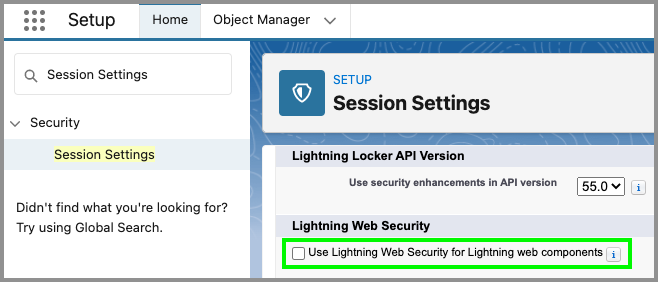 Setup
Home
Object Manager
Session Settings
Security
Session Settings
Didn't find what you're looking for?
Try using Global Search.
SETUP
Session Settings
Lightning Locker API Version
Use security enhancements in API version
55.0
i
Lightning Web Security
Use Lightning Web Security for Lightning web components
i